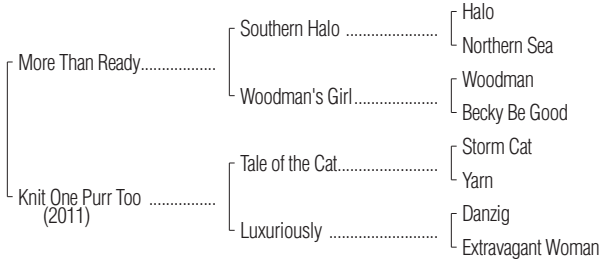 Halo
Southern Halo ......................
Northern Sea
More Than Ready.................
Woodman
Woodman's Girl....................
Becky Be Good
Storm Cat
Tale of the Cat........................
Yarn
Knit One Purr Too ................
(2011)
Danzig
Luxuriously ..........................
Extravagant Woman